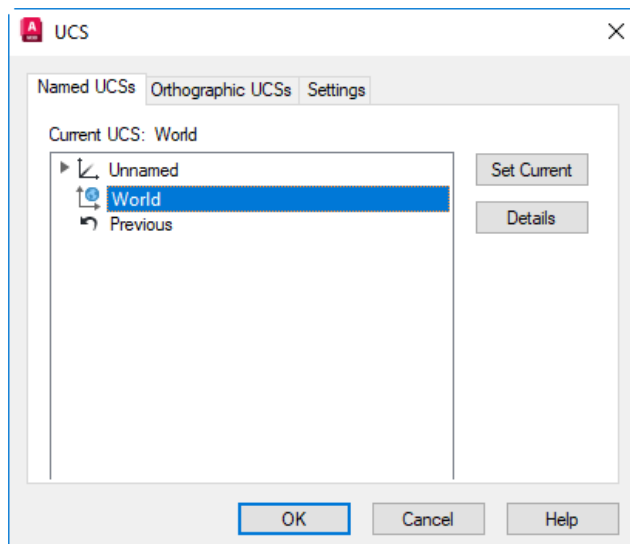 UCS
Named UCSs Orthographic UCSs Settings
Current UCS: World
Unnamed
Set Current
World
Previous
Details
OK Cancel Help